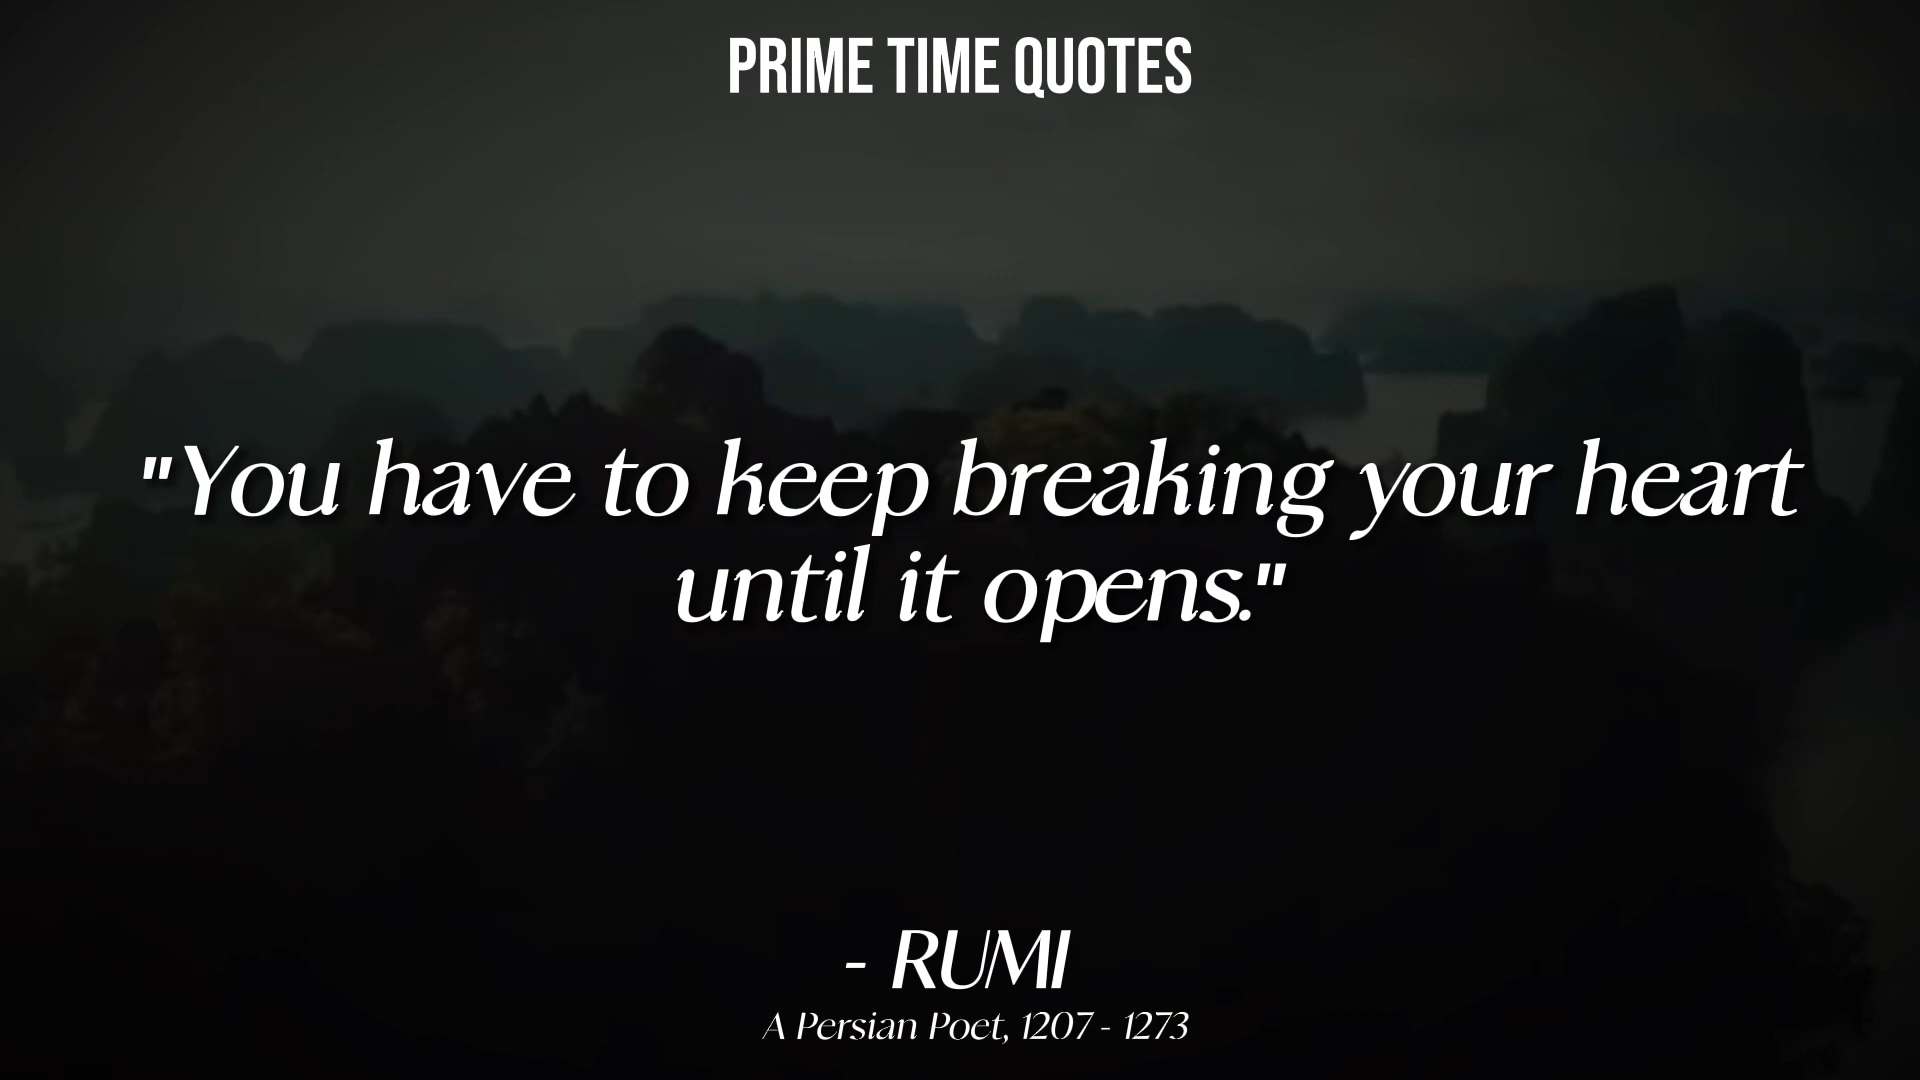 PRIME TIME QUOTES
"You have to keep breaking your heart
until it opens."
- RUMI
A Persian Poet, 1207 - 1273